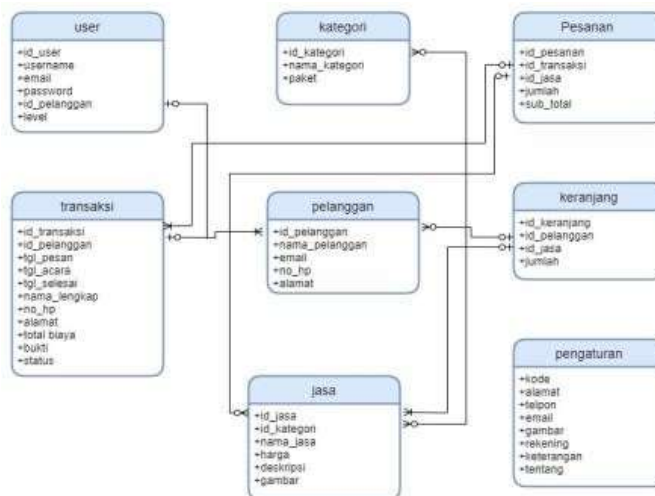 user
+id_user
+username
+email
+password
+id_pelanggan
+level
kategori
+id_kategori
+nama_kategori
+paket
Pesanan
+id_pesanan
+id_transaksi
+id_jasa
+jumlah
+sub_total
transaksi
+id_transaksi
+id_pelanggan
+tgl_pesan
+tgl_acara
+tgl_selesai
+nama_lengkap
+no_hp
+alamat
+total biaya
+bukti
+status
pelanggan
+id_pelanggan
+nama_pelanggan
+email
+no_hp
+alamat
keranjang
+id_keranjang
+id_pelanggan
+id_jasa
+jumlah
jasa
+id_jasa
+id_kategori
+nama_jasa
+harga
+deskripsi
+gambar
pengaturan
+kode
+alamat
+telpon
+email
+gambar
+rekening
+keterangan
+tentang